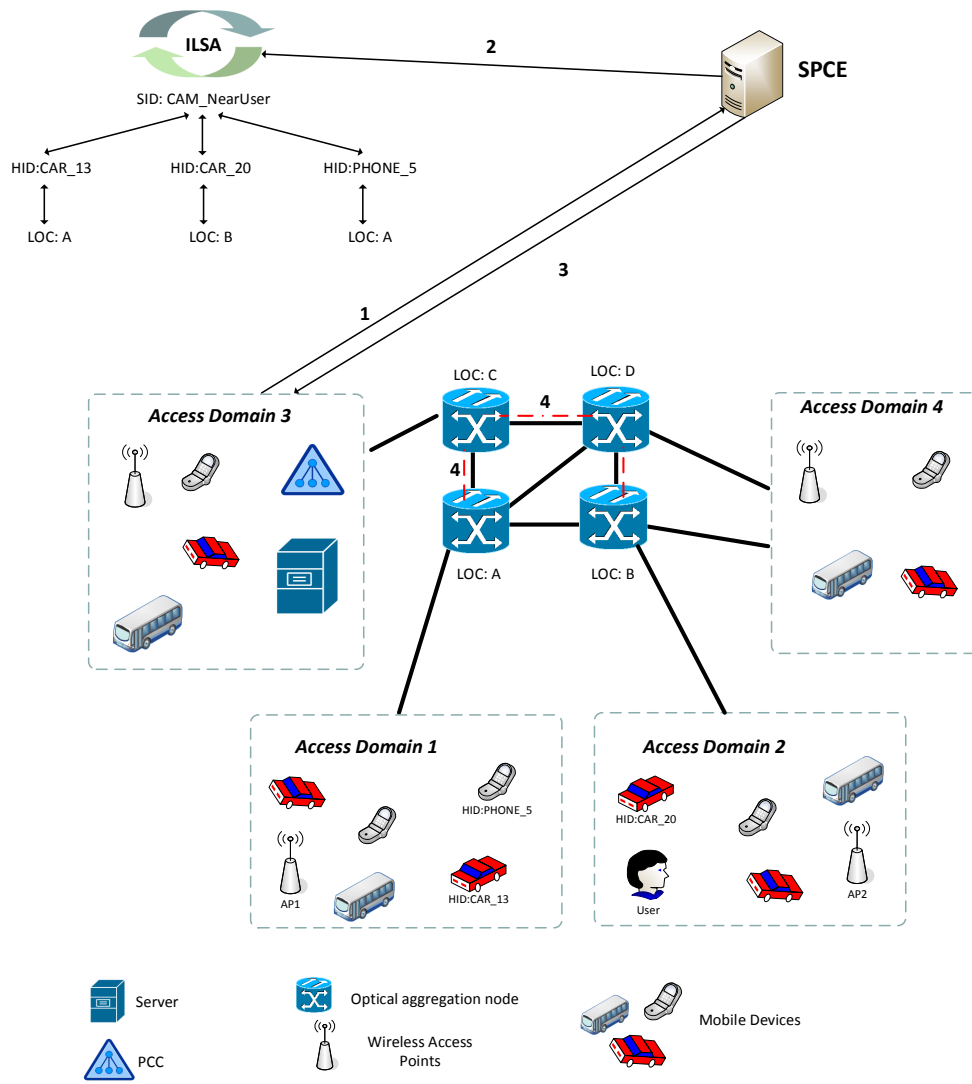 ILSA
2
SPCE
SID: CAM_NearUser
HID:CAR_13
HID:CAR_20
HID:PHONE_5
LOC: A
LOC: B
LOC: A
3
1
LOC: C
LOC: D
Access Domain 3
4
Access Domain 4
4
LOC: A
LOC: B
Access Domain 1
Access Domain 2
HID:PHONE_5
HID:CAR_20
AP1
HID:CAR_13
User
AP2
Server
Optical aggregation node
Mobile Devices
Wireless Access
Points
PCC